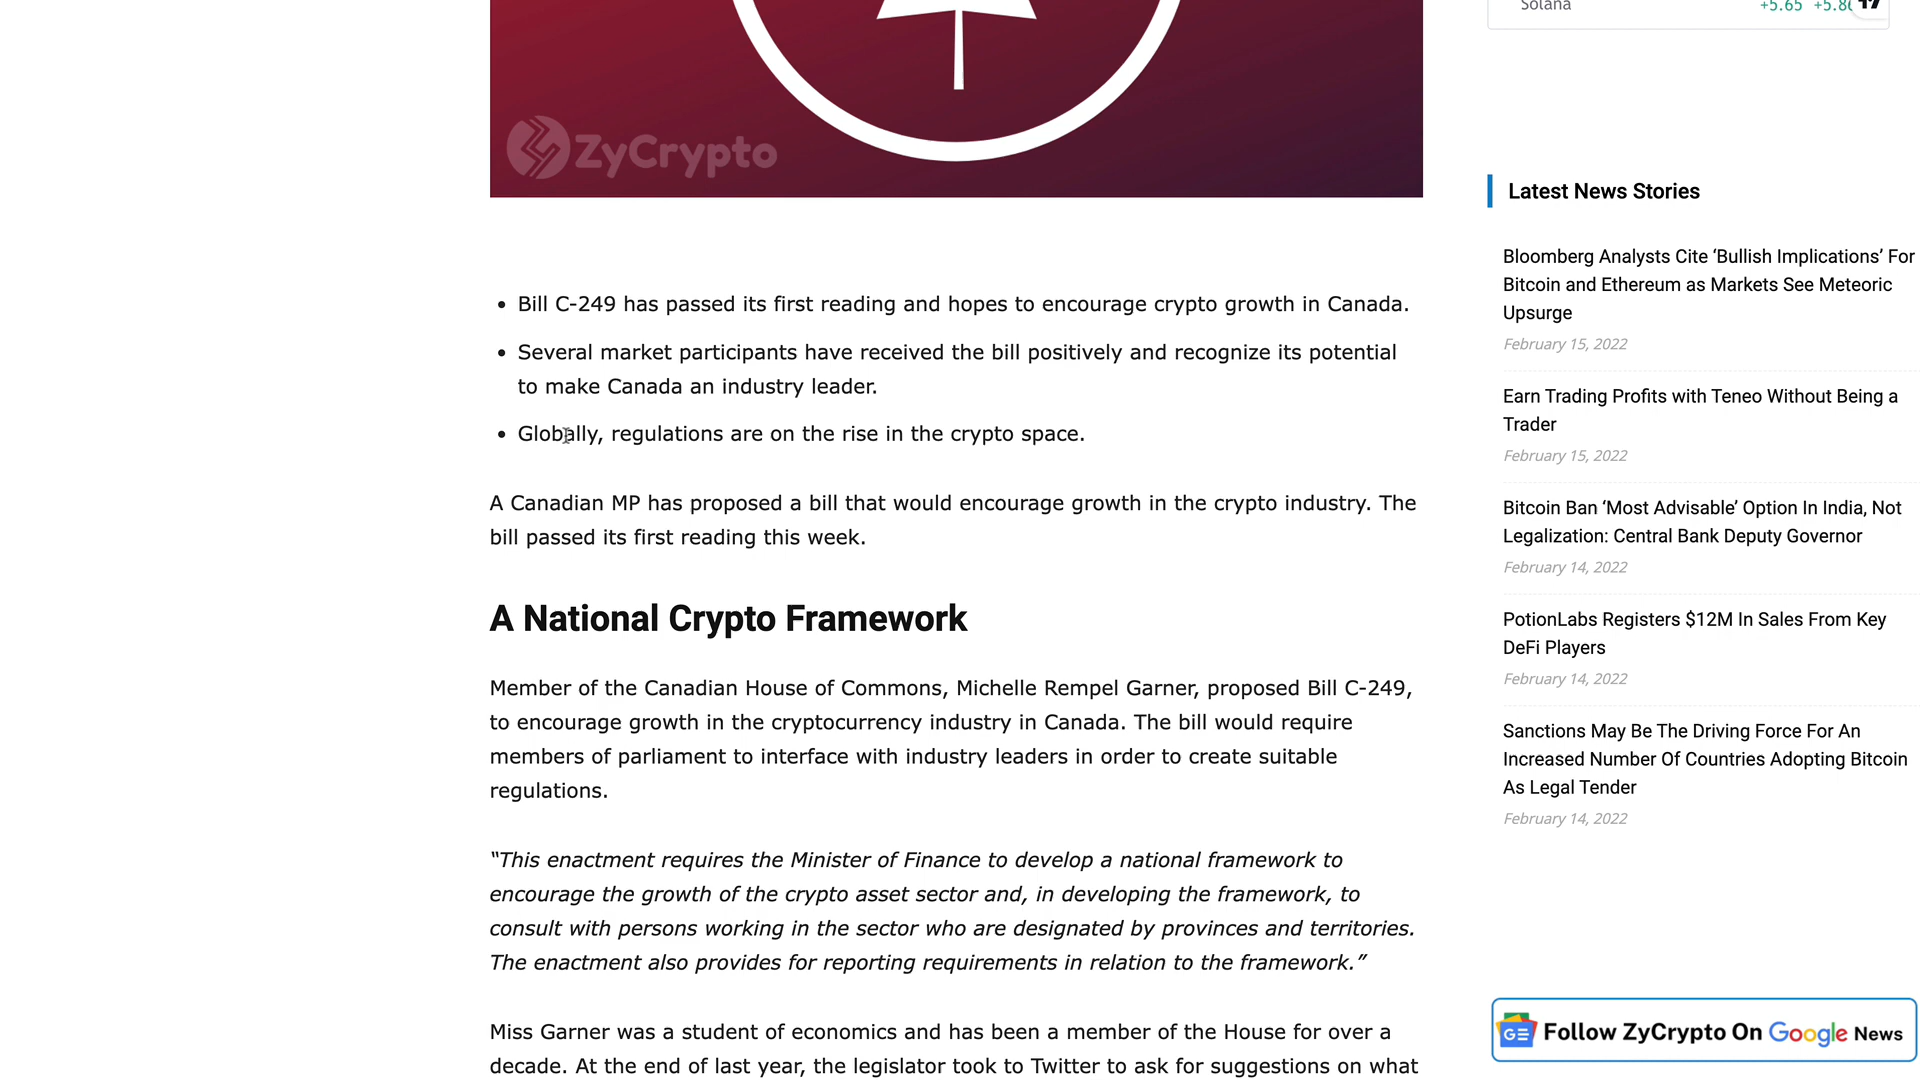 Solana +5.65
ZyCrypto
• Bill C-249 has passed its first reading and hopes to encourage crypto growth in Canada.
• Several market participants have received the bill positively and recognize its potential
to make Canada an industry leader.
• Globally, regulations are on the rise in the crypto space.
A Canadian MP has proposed a bill that would encourage growth in the crypto industry. The
bill passed its first reading this week.
A National Crypto Framework
Member of the Canadian House of Commons, Michelle Rempel Garner, proposed Bill C-249,
to encourage growth in the cryptocurrency industry in Canada. The bill would require
members of parliament to interface with industry leaders in order to create suitable
regulations.
“This enactment requires the Minister of Finance to develop a national framework to
encourage the growth of the crypto asset sector and, in developing the framework, to
consult with persons working in the sector who are designated by provinces and territories.
The enactment also provides for reporting requirements in relation to the framework.”
Miss Garner was a student of economics and has been a member of the House for over a
decade. At the end of last year, the legislator took to Twitter to ask for suggestions on what
Latest News Stories
Bloomberg Analysts Cite ‘Bullish Implications’ For
Bitcoin and Ethereum as Markets See Meteoric
Upsurge
February 15, 2022
Earn Trading Profits with Teneo Without Being a
Trader
February 15, 2022
Bitcoin Ban ‘Most Advisable’ Option In India, Not
Legalization: Central Bank Deputy Governor
February 14, 2022
PotionLabs Registers $12M In Sales From Key
DeFi Players
February 14, 2022
Sanctions May Be The Driving Force For An
Increased Number Of Countries Adopting Bitcoin
As Legal Tender
February 14, 2022
GE Follow ZyCrypto On Google News